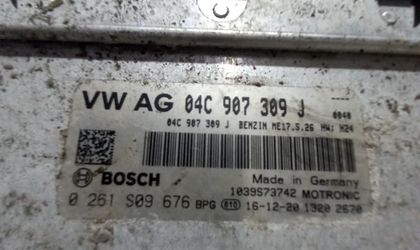 VW AG 04C 907 309 J 0040
04C 907 309 J BENZIN ME17.5.26 HW: H24
BOSCH Made in Germany
1039S73742 MOTRONIC
0 261 S09 676 BPG 610 16-12-20 1320 2670